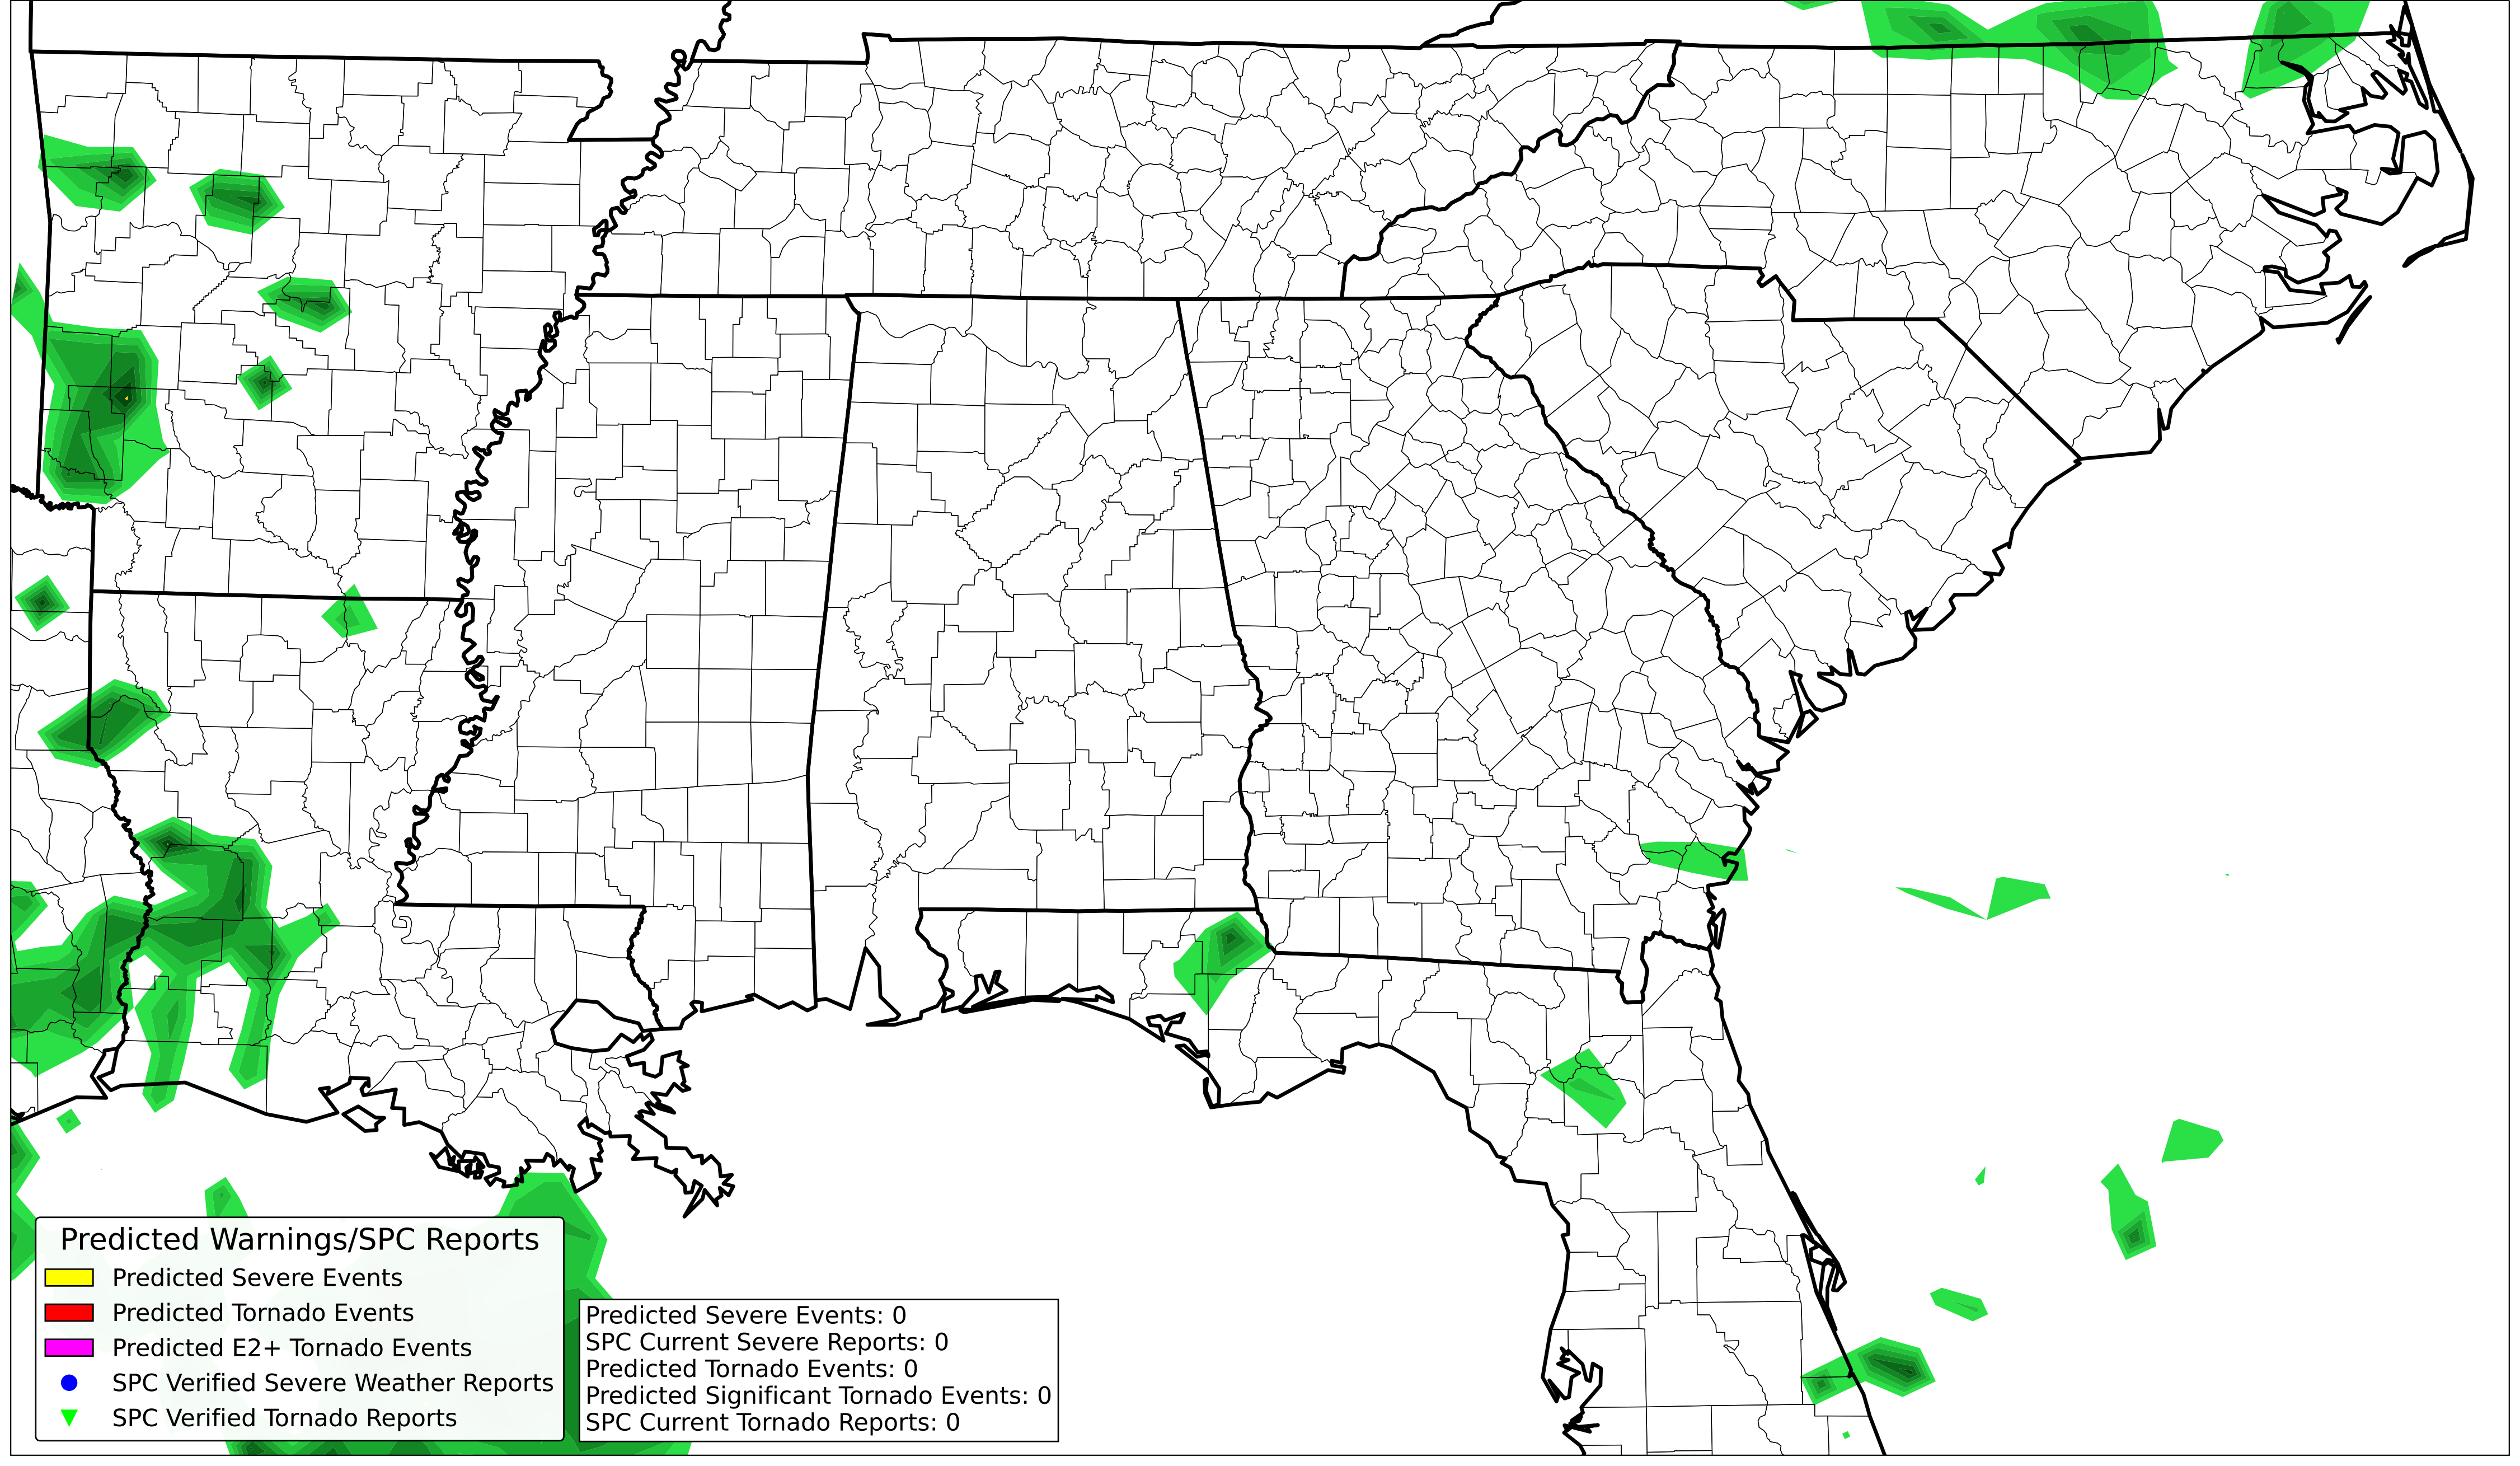 Predicted Warnings/SPC Reports
Predicted Severe Events
Predicted Tornado Events
Predicted E2+ Tornado Events
SPC Verified Severe Weather Reports
SPC Verified Tornado Reports
Predicted Severe Events: 0
SPC Current Severe Reports: 0
Predicted Tornado Events: 0
Predicted Significant Tornado Events: 0
SPC Current Tornado Reports: 0